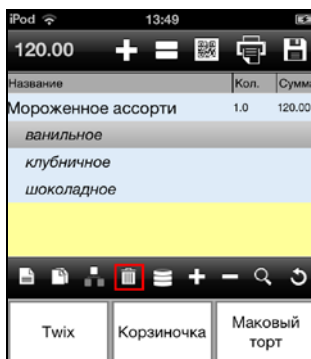 iPod 13:49
120.00
Название Кол. Сумма
Мороженное ассорти 1.0 120.00
ванильное
клубничное
шоколадное
Twix Корзиночка Маковый
торт